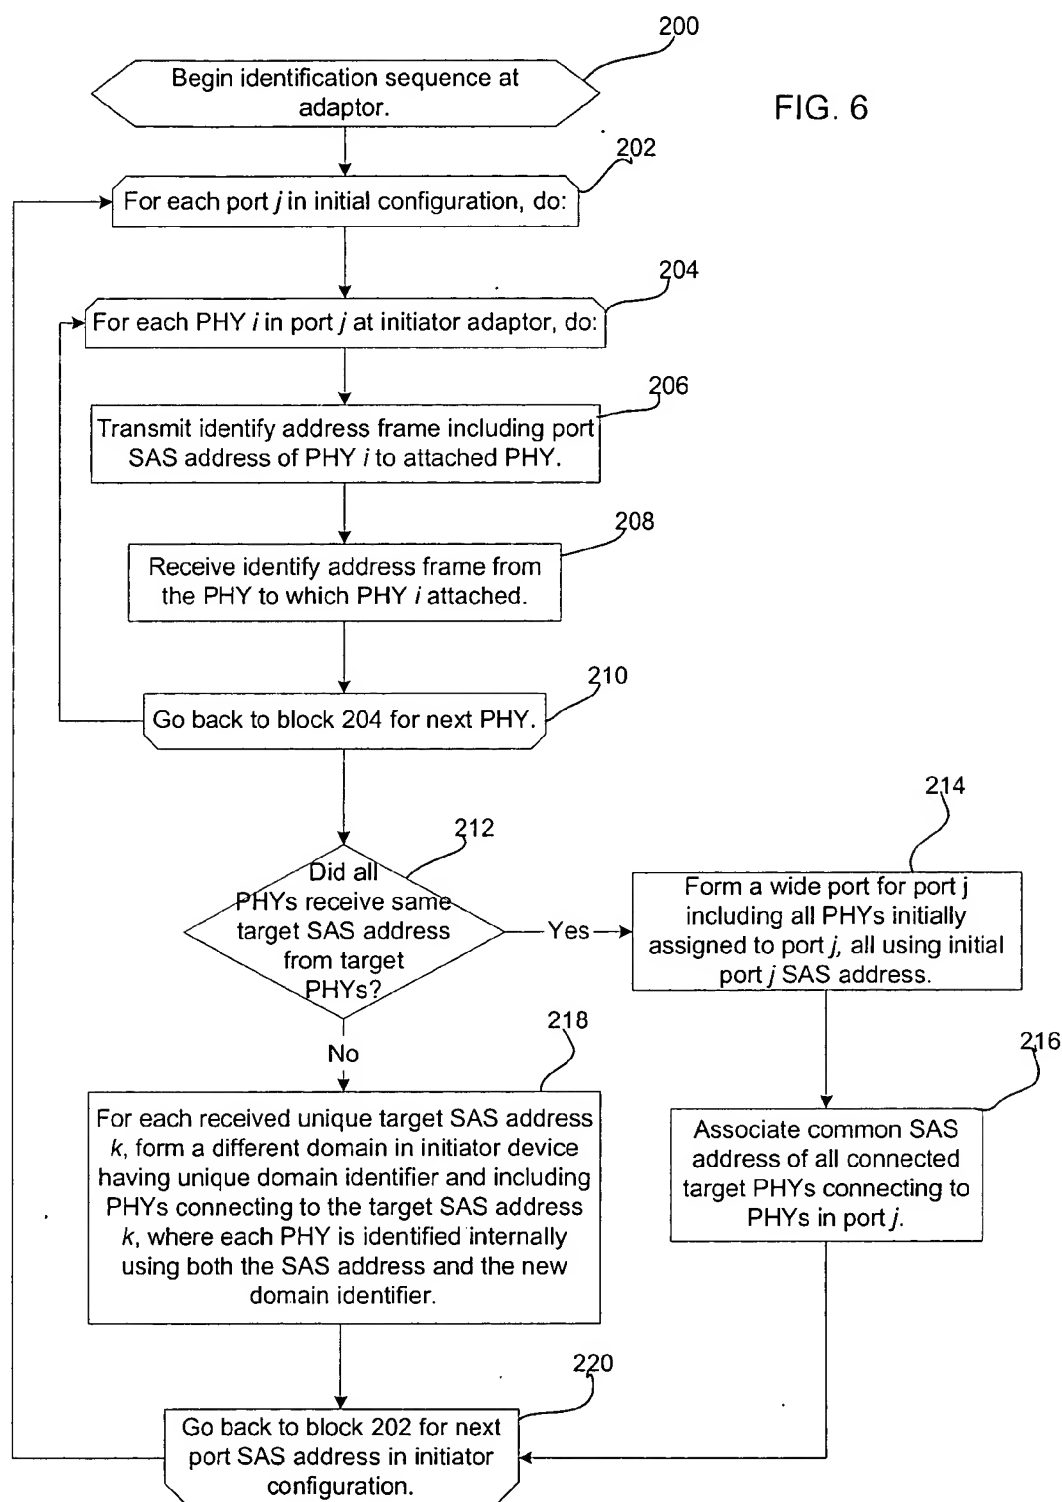 200
Begin identification sequence at
adaptor.
FIG. 6
202
For each port j in initial configuration, do:
204
For each PHY i in port j at initiator adaptor, do:
206
Transmit identify address frame including port
SAS address of PHY i to attached PHY.
208
Receive identify address frame from
the PHY to which PHY i attached.
210
Go back to block 204 for next PHY.
212
Did all
PHYs receive same
target SAS address
from target
PHYs?
Yes
No
214
Form a wide port for port j
including all PHYs initially
assigned to port j, all using initial
port j SAS address.
216
Associate common SAS
address of all connected
target PHYs connecting to
PHYs in port j.
218
For each received unique target SAS address
k, form a different domain in initiator device
having unique domain identifier and including
PHYs connecting to the target SAS address
k, where each PHY is identified internally
using both the SAS address and the new
domain identifier.
220
Go back to block 202 for next
port SAS address in initiator
configuration.